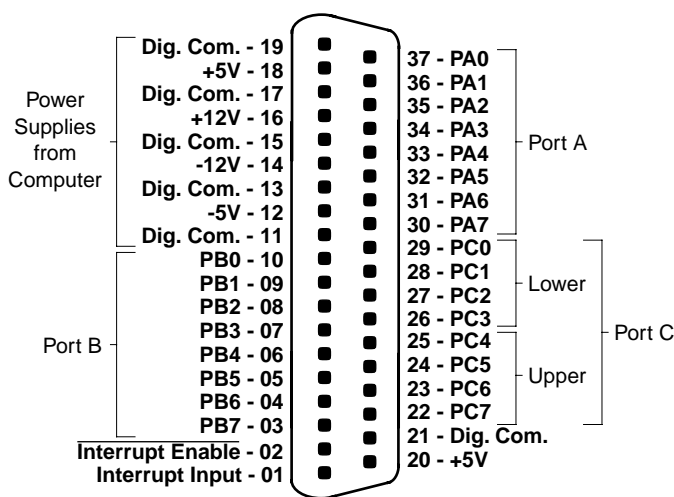 Dig. Com. - 19
+5V - 18
Dig. Com. - 17
+12V - 16
Dig. Com. - 15
-12V - 14
Dig. Com. - 13
-5V - 12
Dig. Com. - 11
PB0 - 10
PB1 - 09
PB2 - 08
PB3 - 07
PB4 - 06
PB5 - 05
PB6 - 04
PB7 - 03
Interrupt Enable - 02
Interrupt Input - 01
Power
Supplies
from
Computer
Port B
37 - PA0
36 - PA1
35 - PA2
34 - PA3
33 - PA4
32 - PA5
31 - PA6
30 - PA7
29 - PC0
28 - PC1
27 - PC2
26 - PC3
25 - PC4
24 - PC5
23 - PC6
22 - PC7
21 - Dig. Com.
20 - +5V
Port A
Lower
Upper
Port C